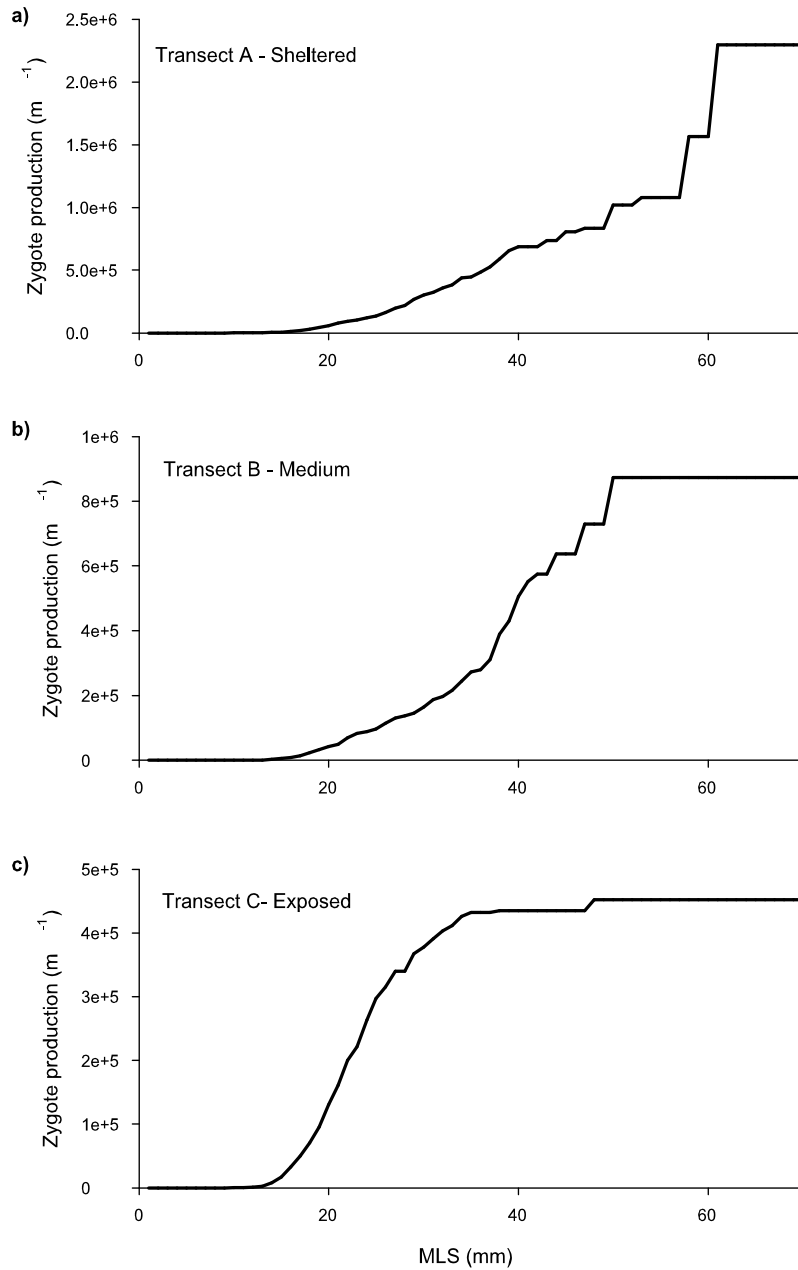 a)
Transect A - Sheltered
Zygote production (m -1)
2.5e+6
2.0e+6
1.5e+6
1.0e+6
5.0e+5
0.0
0 20 40 60
b)
Transect B - Medium
Zygote production (m -1)
1e+6
8e+5
6e+5
4e+5
2e+5
0
0 20 40 60
c)
Transect C- Exposed
Zygote production (m -1)
5e+5
4e+5
3e+5
2e+5
1e+5
0
0 20 40 60
MLS (mm)